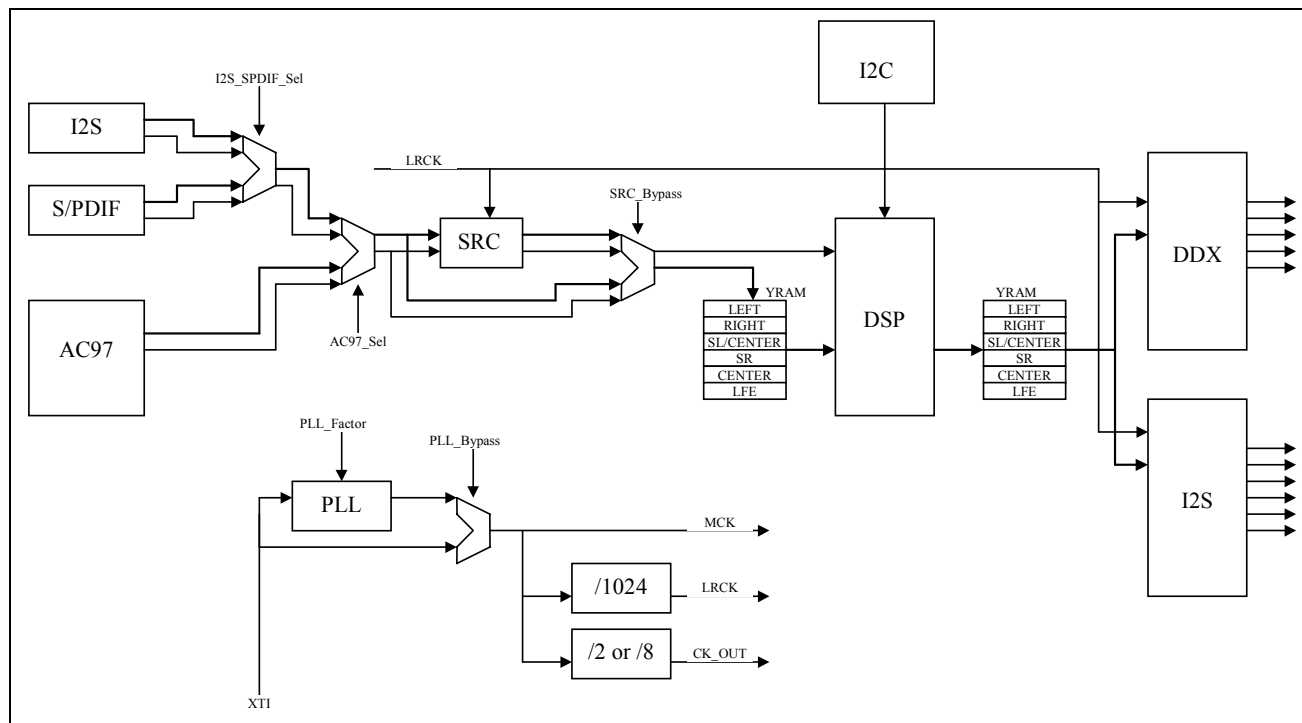 I2C
I2S_SPDIF_Sel
I2S
LRCK
SRC_Bypass
S/PDIF
SRC
DDX
YRAM
LEFT
RIGHT
SL/CENTER
SR
CENTER
LFE
DSP
YRAM
LEFT
RIGHT
SL/CENTER
SR
CENTER
LFE
AC97
AC97_Sel
PLL_Factor
PLL_Bypass
PLL
I2S
MCK
/1024
LRCK
/2 or /8
CK_OUT
XTI